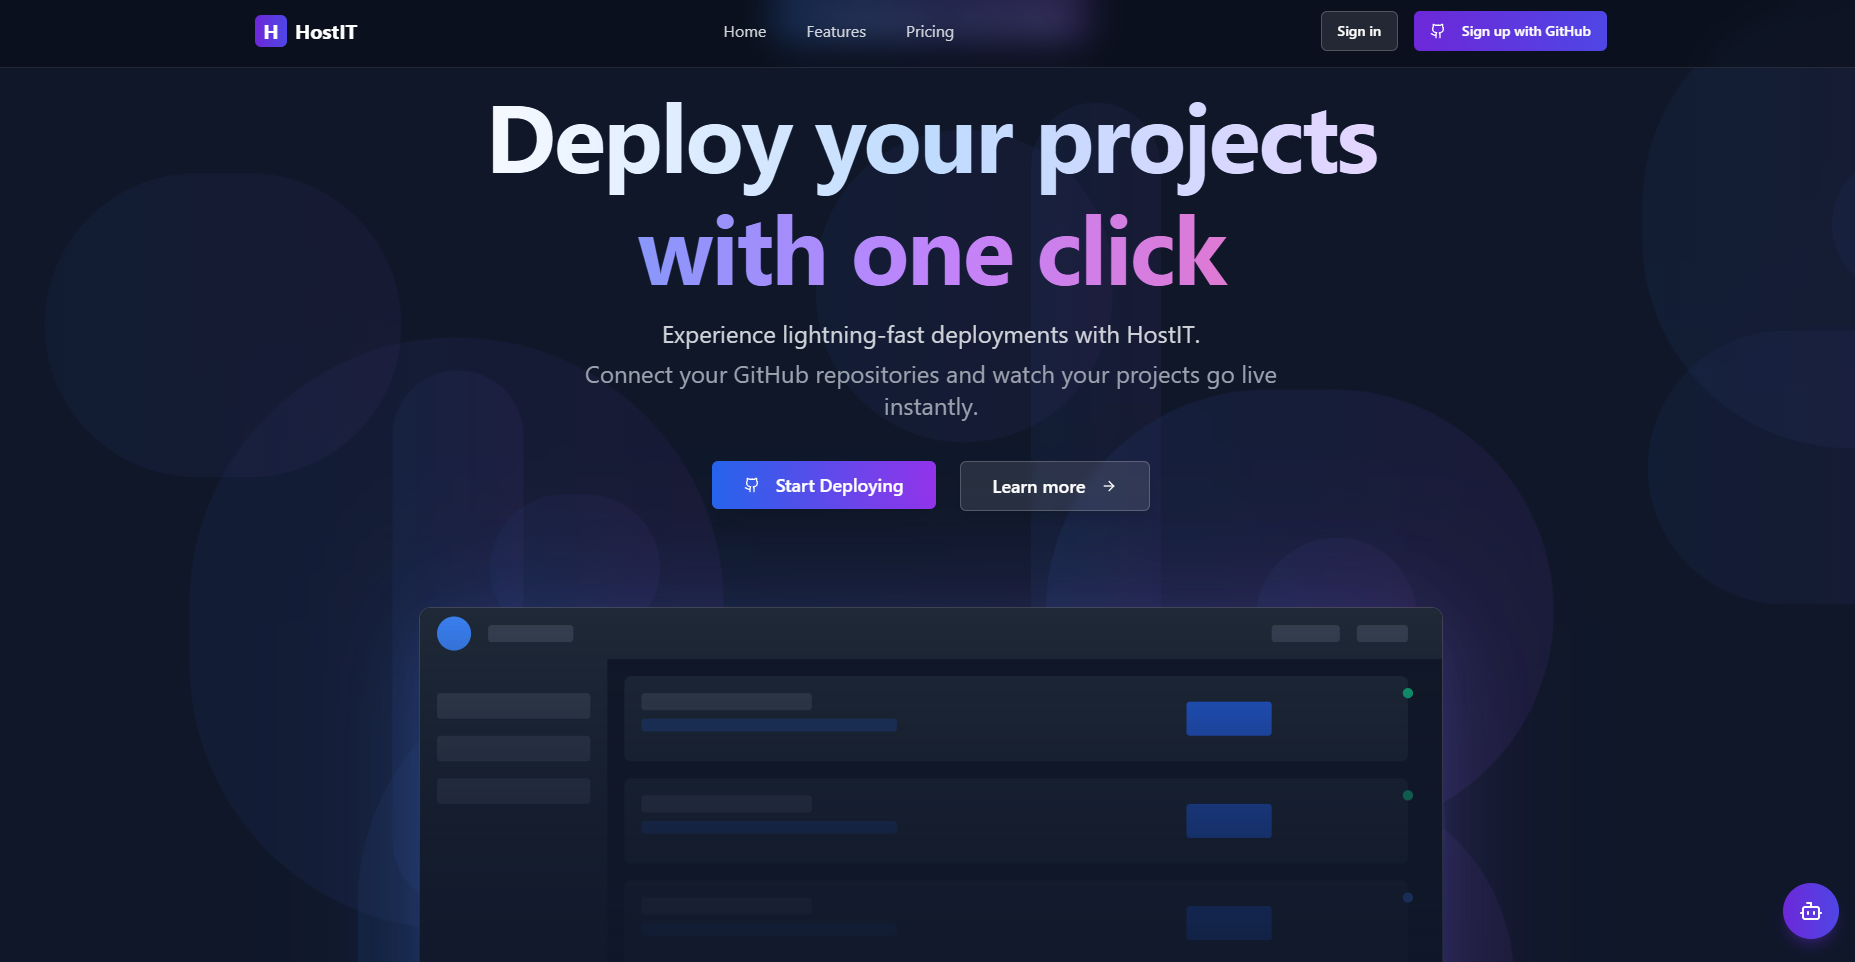 H HostIT
Home Features Pricing
Sign in
Sign up with GitHub
Deploy your projects
with one click
Experience lightning-fast deployments with HostIT.
Connect your GitHub repositories and watch your projects go live
instantly.
Start Deploying
Learn more →